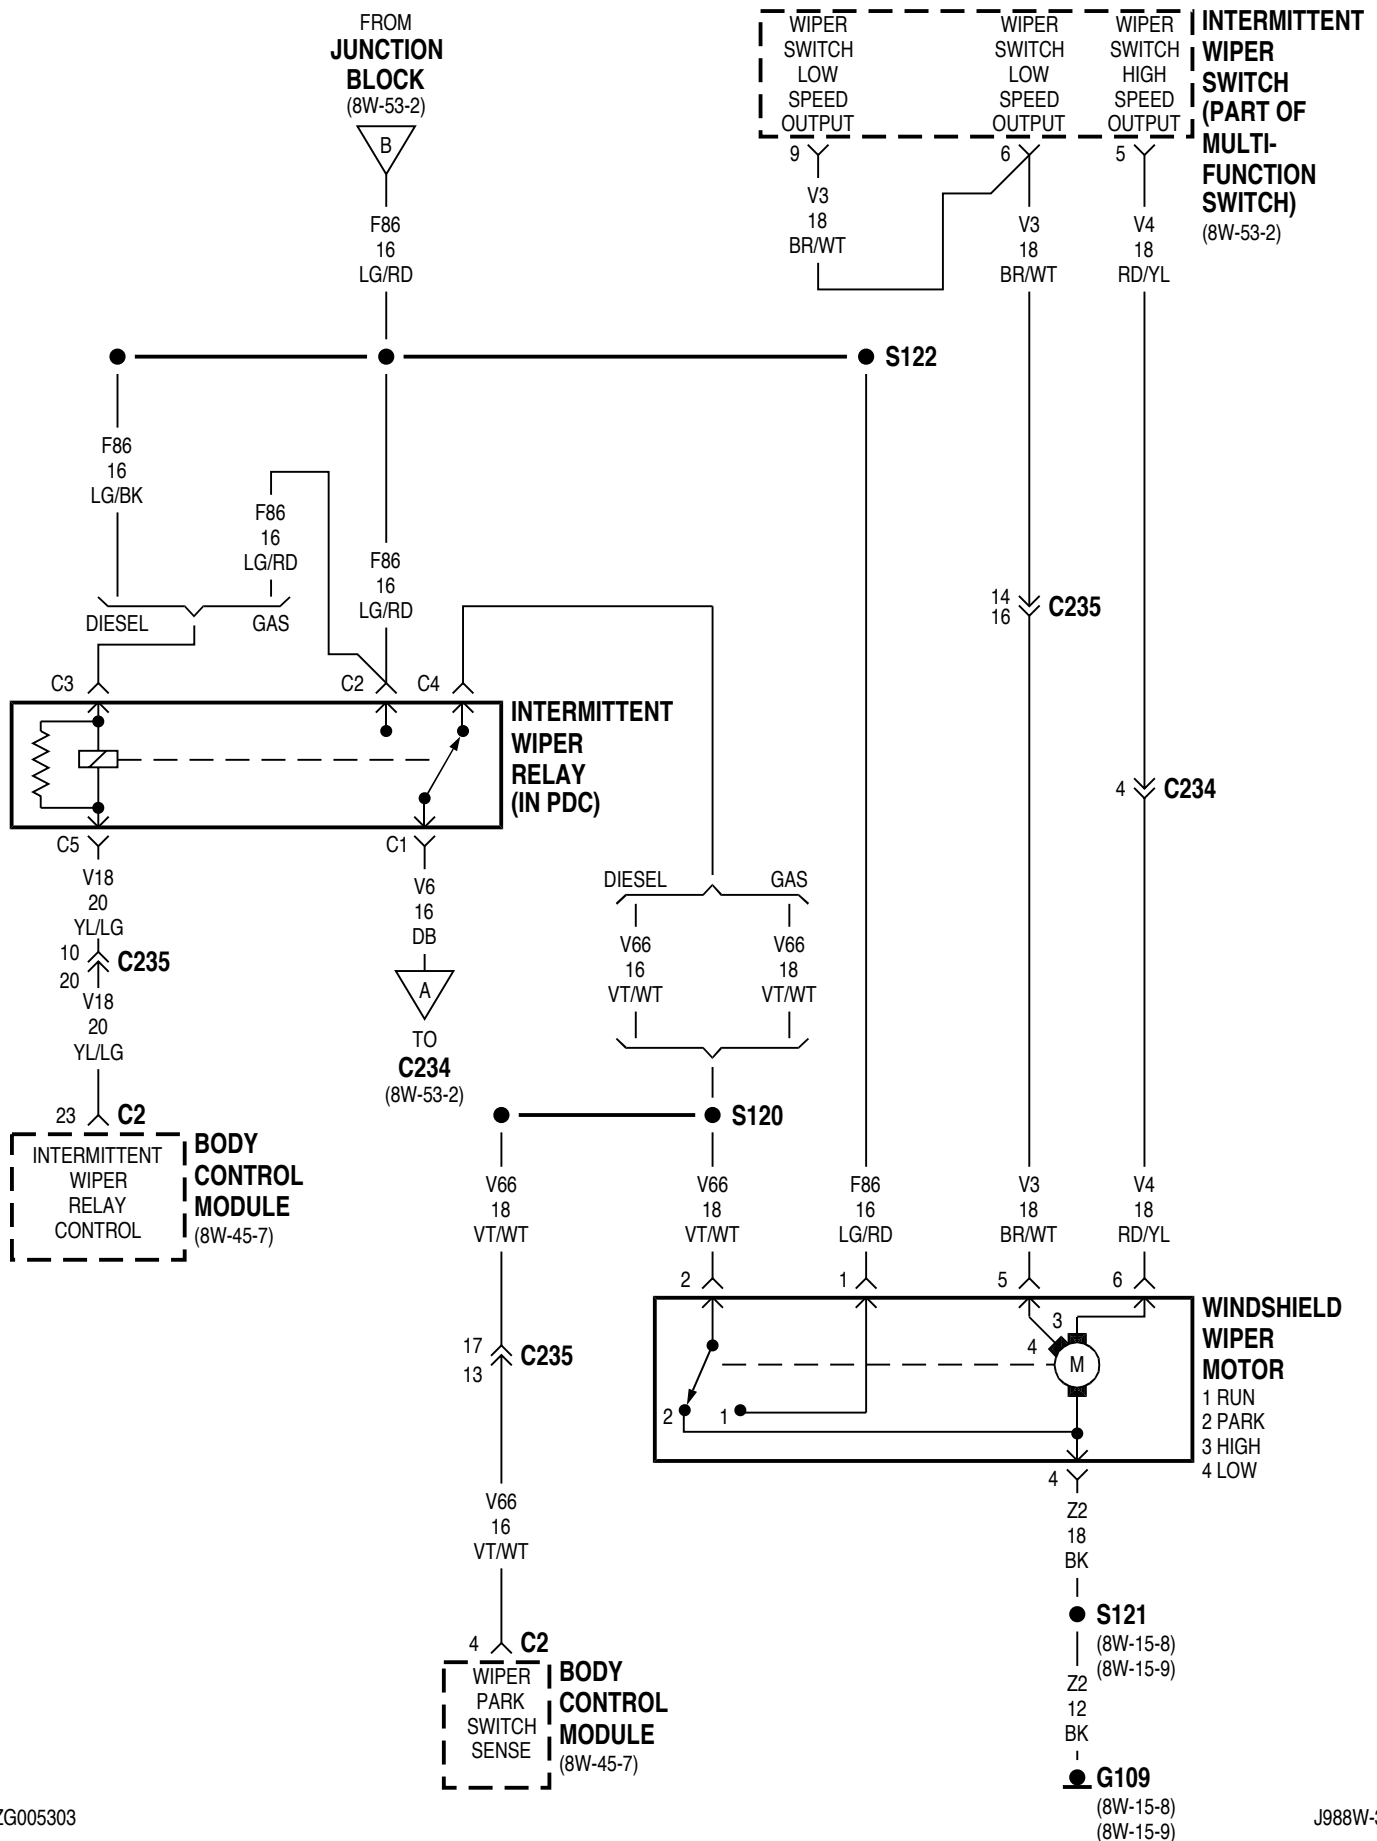 FROM
JUNCTION
BLOCK
(8W-53-2)
B
F86
16
LG/RD
WIPER
SWITCH
LOW
SPEED
OUTPUT
WIPER
SWITCH
LOW
SPEED
OUTPUT
WIPER
SWITCH
HIGH
SPEED
OUTPUT
INTERMITTENT
WIPER
SWITCH
(PART OF
MULTI-
FUNCTION
SWITCH)
(8W-53-2)
9
6
5
V3
18
BR/WT
V3
18
BR/WT
V4
18
RD/YL
S122
F86
16
LG/BK
F86
16
LG/RD
F86
16
LG/RD
DIESEL
GAS
14
16
C235
C3
C2
C4
INTERMITTENT
WIPER
RELAY
(IN PDC)
4
C234
C5
C1
V18
20
YL/LG
10
20
C235
V18
20
YL/LG
V6
16
DB
A
TO
C234
(8W-53-2)
DIESEL
GAS
V66
16
VT/WT
V66
18
VT/WT
23
C2
INTERMITTENT
WIPER
RELAY
CONTROL
BODY
CONTROL
MODULE
(8W-45-7)
S120
V66
18
VT/WT
V66
18
VT/WT
F86
16
LG/RD
V3
18
BR/WT
V4
18
RD/YL
2
1
5
6
17
13
C235
3
4
M
2
1
WINDSHIELD
WIPER
MOTOR
1 RUN
2 PARK
3 HIGH
4 LOW
4
V66
16
VT/WT
Z2
18
BK
S121
(8W-15-8)
(8W-15-9)
4
C2
WIPER
PARK
SWITCH
SENSE
BODY
CONTROL
MODULE
(8W-45-7)
Z2
12
BK
G109
(8W-15-8)
(8W-15-9)
ZG005303
J988W-